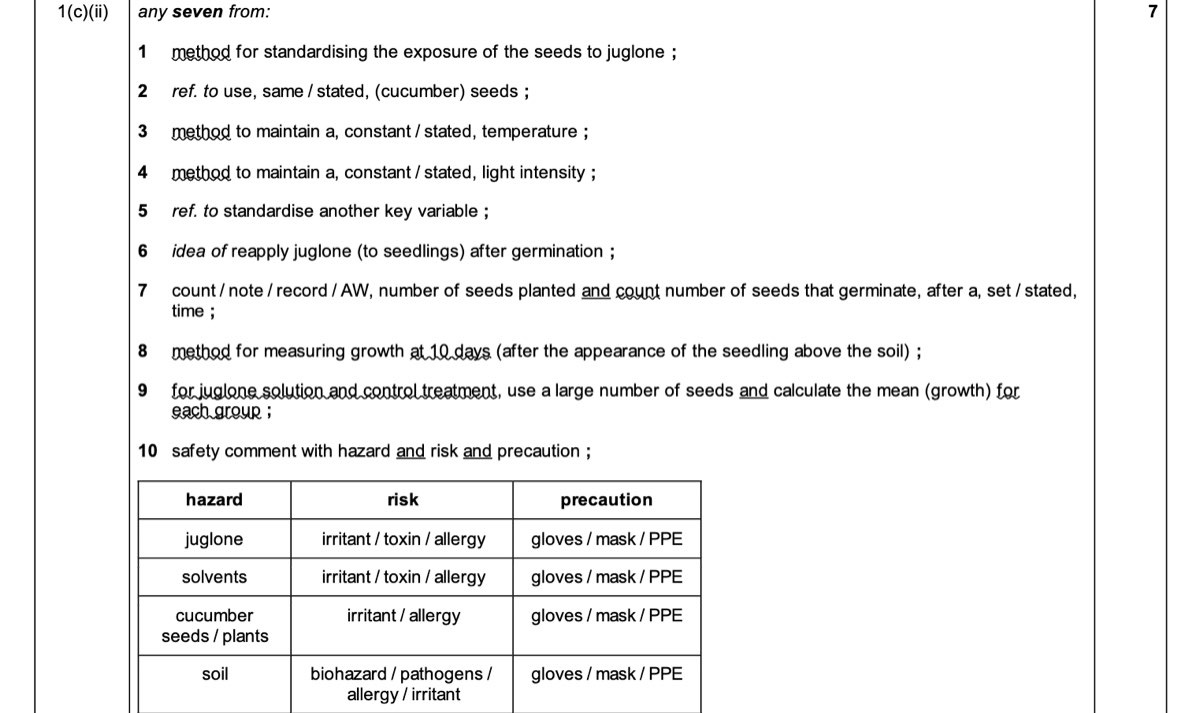 1(c)(ii) any seven from: 7
1 method for standardising the exposure of the seeds to juglone ;
2 ref. to use, same / stated, (cucumber) seeds ;
3 method to maintain a, constant / stated, temperature ;
4 method to maintain a, constant / stated, light intensity ;
5 ref. to standardise another key variable ;
6 idea of reapply juglone (to seedlings) after germination ;
7 count / note / record / AW, number of seeds planted and count number of seeds that germinate, after a, set / stated,
time ;
8 method for measuring growth at 10 days (after the appearance of the seedling above the soil) ;
9 for juglone solution and control treatment, use a large number of seeds and calculate the mean (growth) for
each group ;
10 safety comment with hazard and risk and precaution ;
hazard risk precaution
juglone irritant / toxin / allergy gloves / mask / PPE
solvents irritant / toxin / allergy gloves / mask / PPE
cucumber irritant / allergy gloves / mask / PPE
seeds / plants
soil biohazard / pathogens / gloves / mask / PPE
allergy / irritant